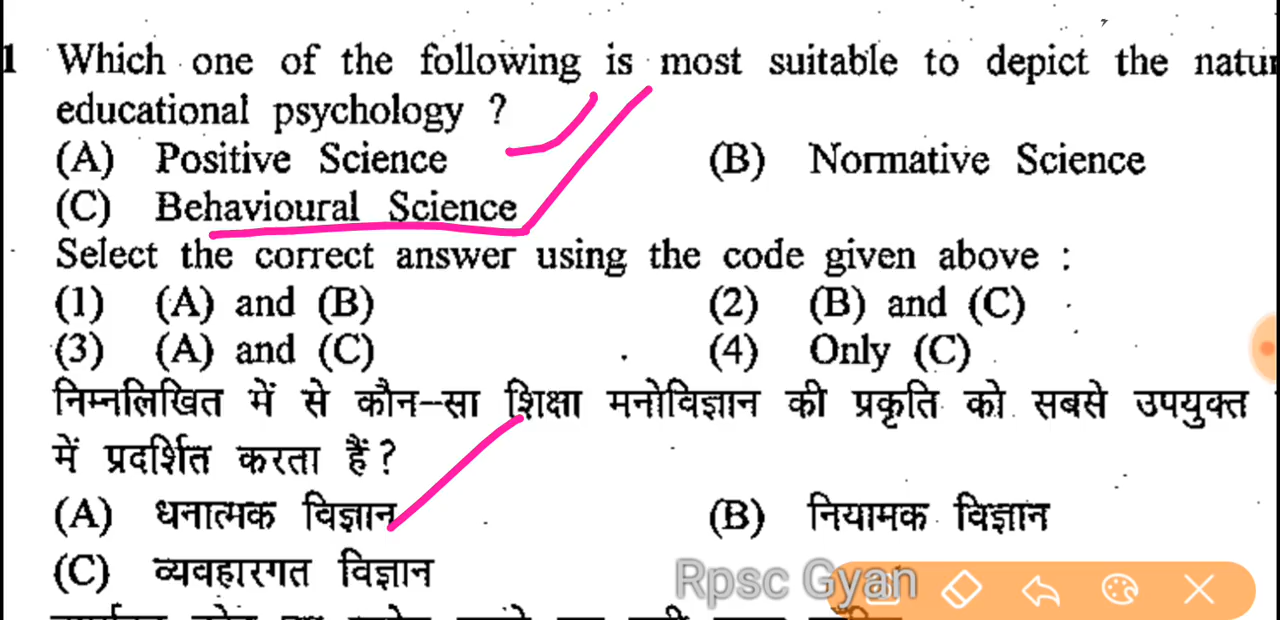 1 Which one of the following is most suitable to depict the
educational psychology ?
(A) Positive Science (B) Normative Science
(C) Behavioural Science
Select the correct answer using the code given above :
(1) (A) and (B) (2) (B) and (C)
(3) (A) and (C) (4) Only (C)
निम्नलिखित में से कौन-सा शिक्षा मनोविज्ञान की प्रकृति को सबसे उपयुक्त
में प्रदर्शित करता हैं ?
(A) धनात्मक विज्ञान (B) नियामक विज्ञान
(C) व्यवहारगत विज्ञान
Rpsc Gyan